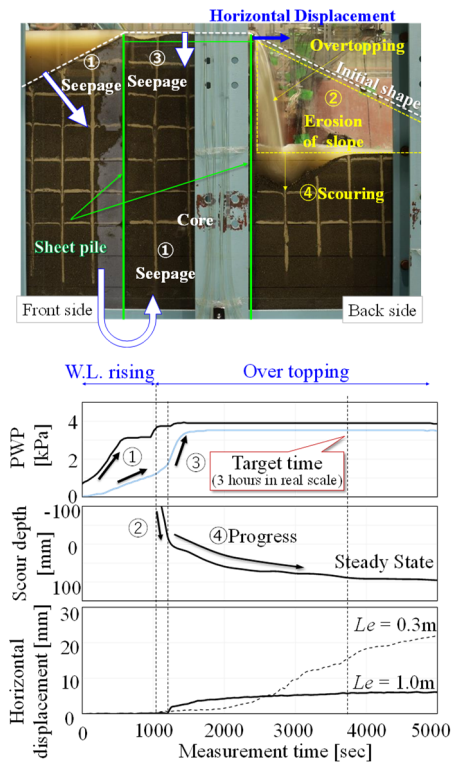 Horizontal Displacement
① Seepage
③ Seepage
Overtopping
Initial shape
② Erosion of slope
④Scouring
Core
Sheet pile
① Seepage
Front side
Back side
W.L. rising
Over topping
PWP [kPa]
4
2
0
①
③
Target time
(3 hours in real scale)
Scour depth [mm]
-100
0
100
②
④Progress
Steady State
Horizontal displacement [mm]
30
20
10
0
Le = 0.3m
Le = 1.0m
0 1000 2000 3000 4000 5000
Measurement time [sec]